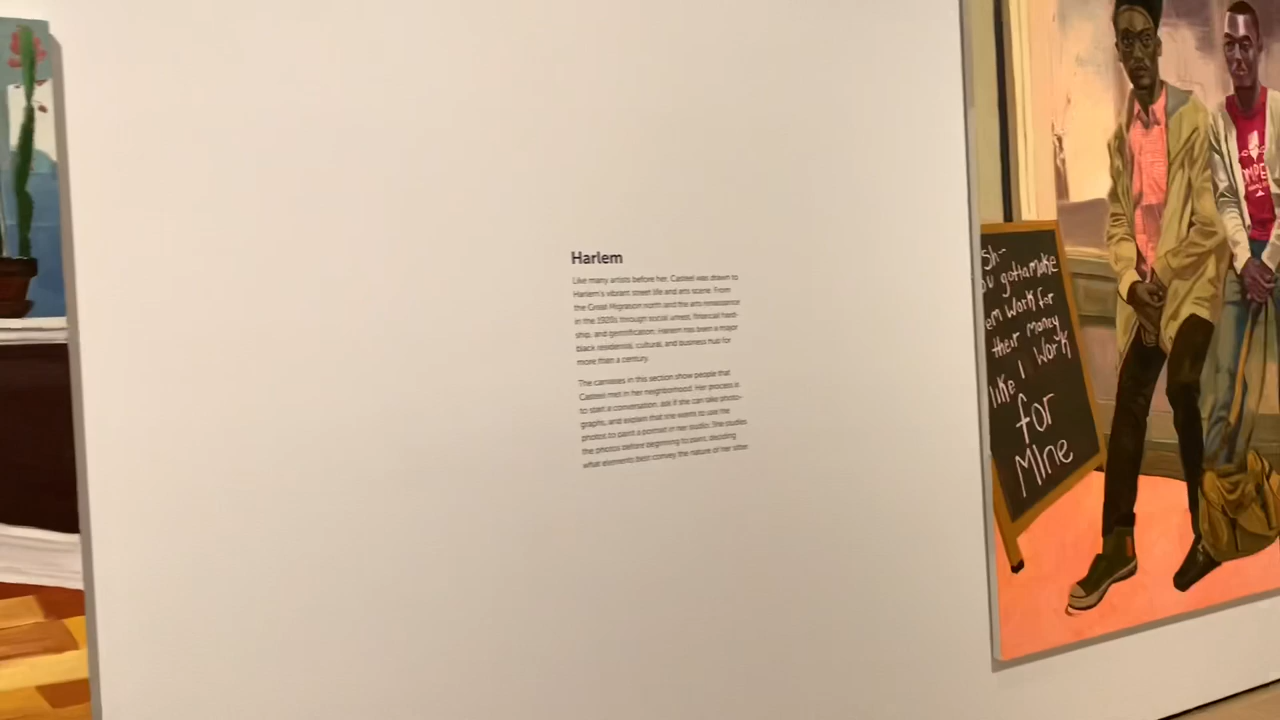 Harlem
Like many artists before her, Casteel was drawn to
Harlem's vibrant street life and arts scene. From
the Great Migration north and the arts renaissance
in the 1920s through social unrest, financial hard-
ship, and gentrification, Harlem has been a major
black residential, cultural, and business hub for
more than a century.
The canvases in this section show people that
Casteel met in her neighborhood. Her process is
to start a conversation, ask if she can take photo-
graphs, and explain that she wants to use the
photos to paint a portrait in her studio. She studies
the photos before beginning to paint, deciding
what elements best convey the nature of her sitter
Sh-
ou gotta make
em work for
their money
like I work
for
MIne